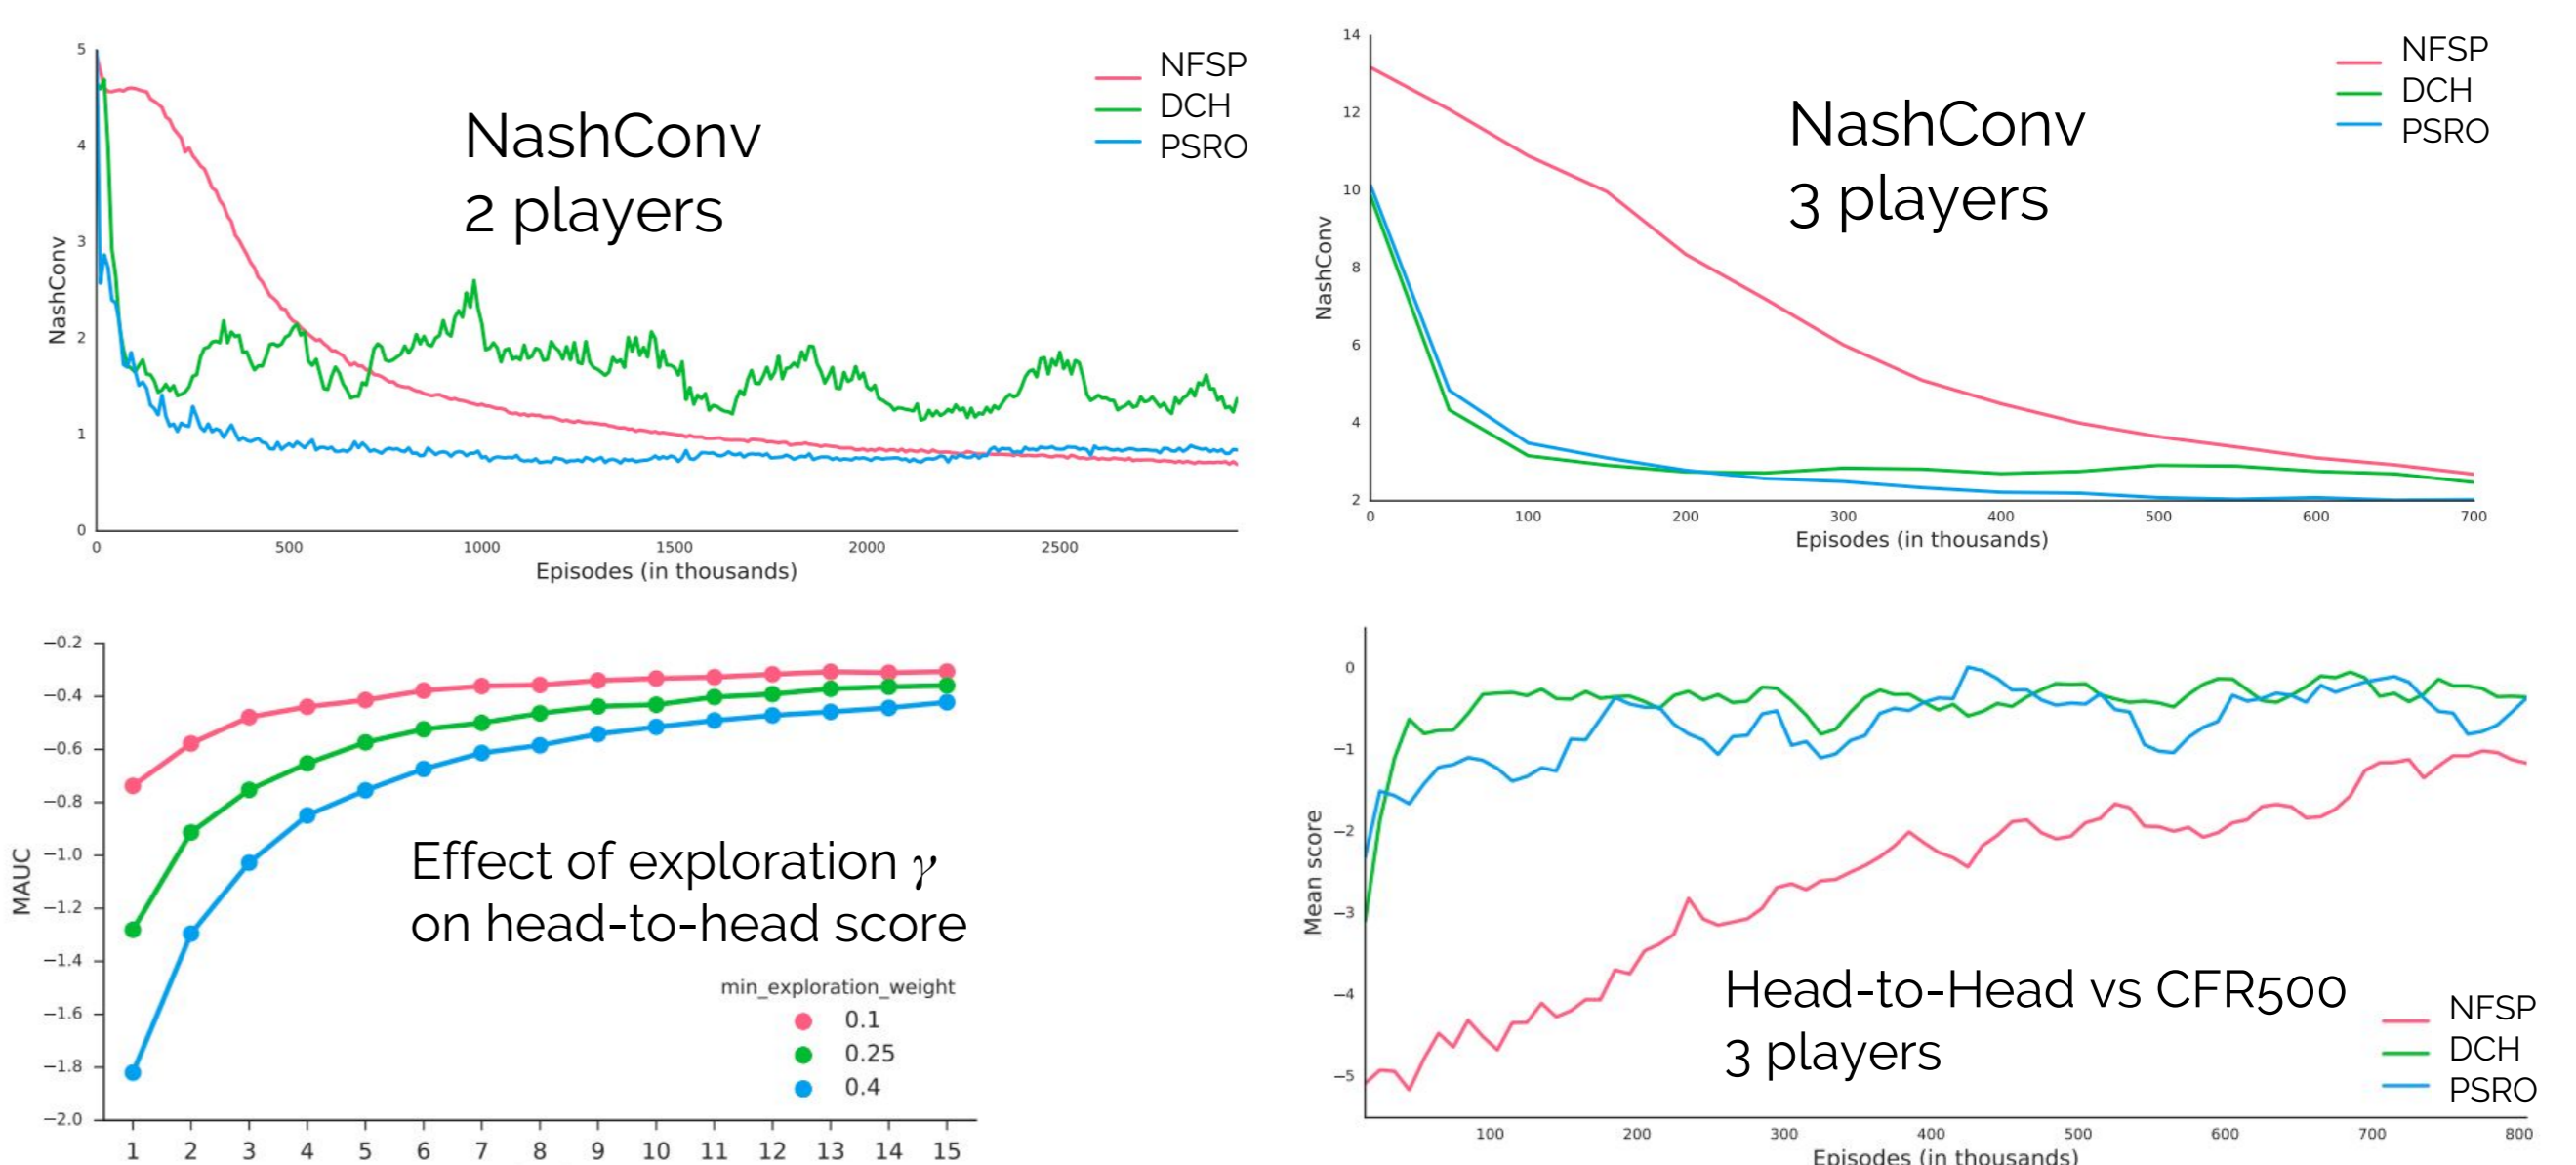 5
4
3
2
1
0
NashConv
NashConv
2 players
NFSP
DCH
PSRO
0
500
1000
1500
2000
2500
Episodes (in thousands)
14
12
10
8
6
4
2
NashConv
NashConv
3 players
NFSP
DCH
PSRO
0
100
200
300
400
500
600
700
Episodes (in thousands)
−0.2
−0.4
−0.6
−0.8
−1.0
−1.2
−1.4
−1.6
−1.8
−2.0
MAUC
Effect of exploration γ
on head-to-head score
min_exploration_weight
0.1
0.25
0.4
1
2
3
4
5
6
7
8
9
10
11
12
13
14
15
0
−1
−2
−3
−4
−5
Mean score
Head-to-Head vs CFR500
3 players
NFSP
DCH
PSRO
100
200
300
400
500
600
700
800
Episodes (in thousands)